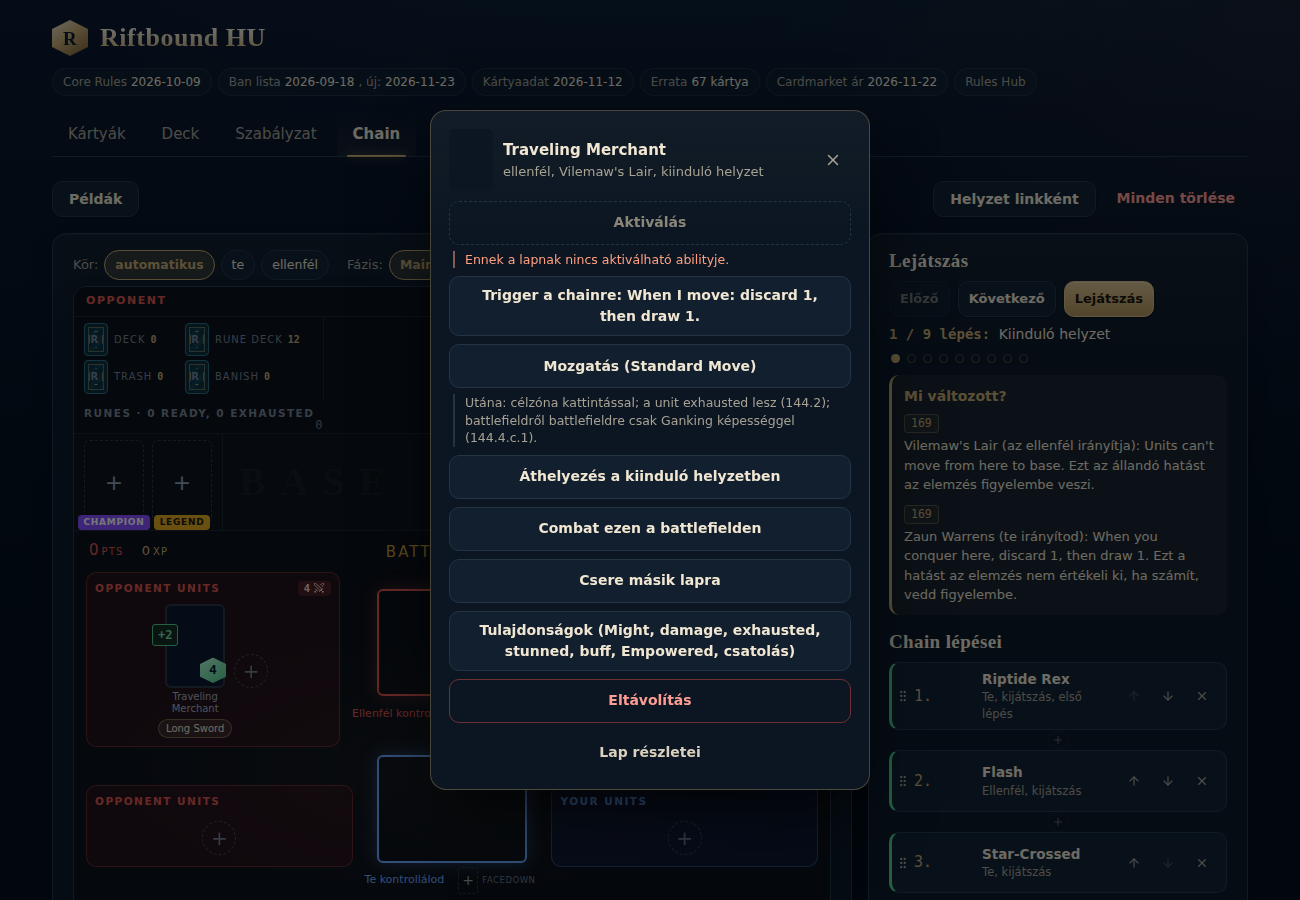 R Riftbound HU
Core Rules 2026-10-09
Ban lista 2026-09-18 , új: 2026-11-23
Kártyaadat 2026-11-12
Errata 67 kártya
Cardmarket ár 2026-11-22
Rules Hub
Kártyák
Deck
Szabályzat
Chain
Példák
Helyzet linkként
Minden törlése
Kör: automatikus te ellenfél Fázis: Main
OPPONENT
DECK 0
RUNE DECK 12
TRASH 0
BANISH 0
RUNES · 0 READY, 0 EXHAUSTED
0
+
+
BASE
CHAMPION
LEGEND
0 PTS 0 XP
BATT
OPPONENT UNITS
4
+2
4
+
Traveling
Merchant
Long Sword
Ellenfél kontro
OPPONENT UNITS
+
YOUR UNITS
+
Te kontrollálod
+ FACEDOWN
Traveling Merchant
ellenfél, Vilemaw's Lair, kiinduló helyzet
×
Aktiválás
Ennek a lapnak nincs aktiválható abilityje.
Trigger a chainre: When I move: discard 1,
then draw 1.
Mozgatás (Standard Move)
Utána: célzóna kattintással; a unit exhausted lesz (144.2);
battlefieldről battlefieldre csak Ganking képességgel
(144.4.c.1).
Áthelyezés a kiinduló helyzetben
Combat ezen a battlefielden
Csere másik lapra
Tulajdonságok (Might, damage, exhausted,
stunned, buff, Empowered, csatolás)
Eltávolítás
Lap részletei
Lejátszás
Előző
Következő
Lejátszás
1 / 9 lépés: Kiinduló helyzet
Mi változott?
169
Vilemaw's Lair (az ellenfél irányítja): Units can't
move from here to base. Ezt az állandó hatást
az elemzés figyelembe veszi.
169
Zaun Warrens (te irányítod): When you
conquer here, discard 1, then draw 1. Ezt a
hatást az elemzés nem értékeli ki, ha számít,
vedd figyelembe.
Chain lépései
1. Riptide Rex
Te, kijátszás, első
lépés
↑ ↓ ×
+
2. Flash
Ellenfél, kijátszás
↑ ↓ ×
+
3. Star-Crossed
Te, kijátszás
↑ ↓ ×